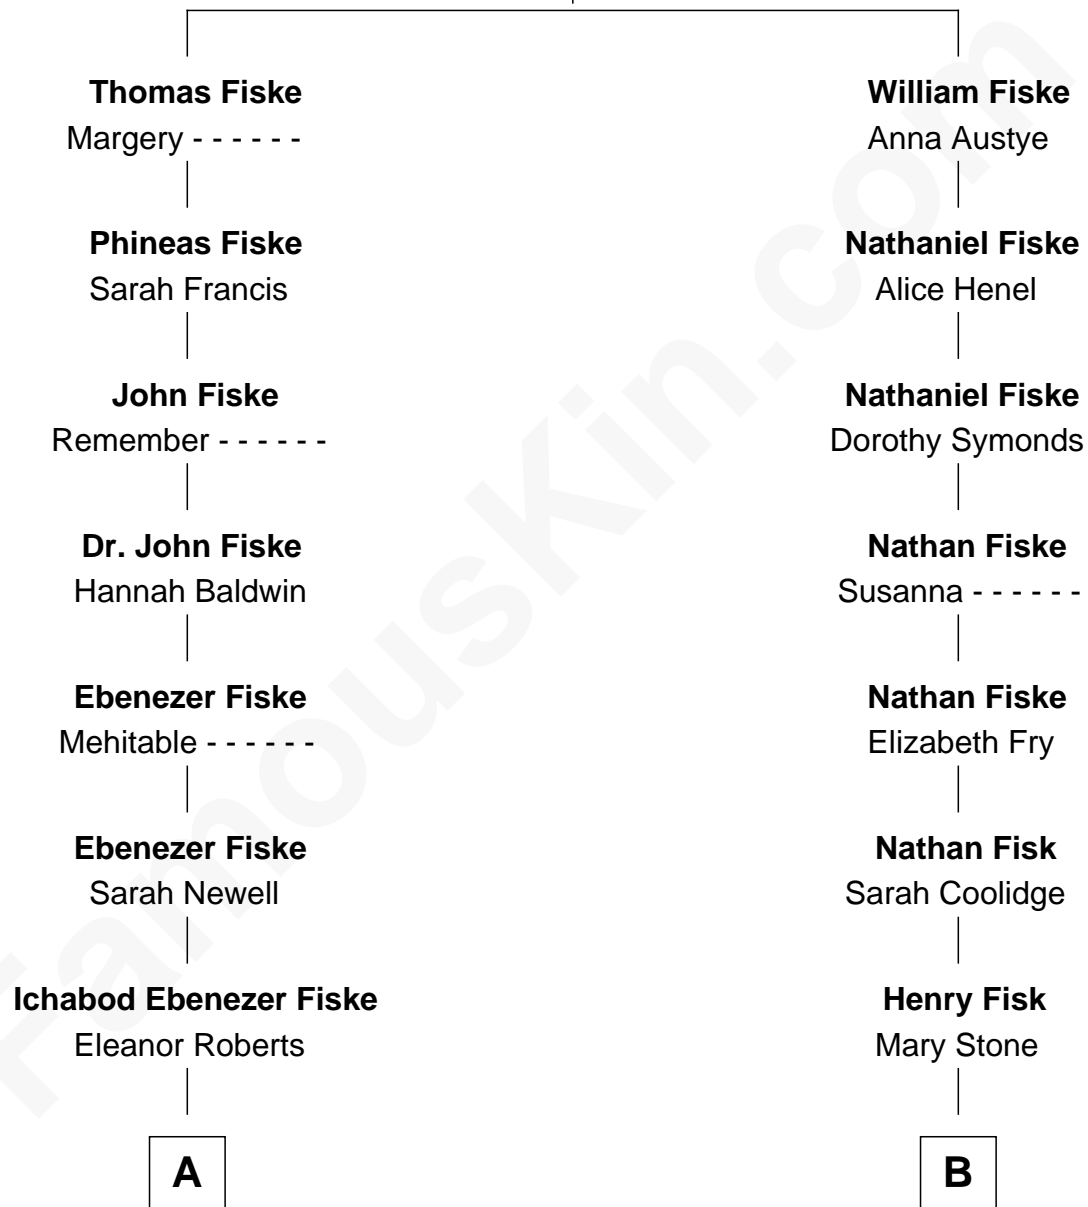 Thomas Fiske
Margery - - - - - -
William Fiske
Anna Austye
Phineas Fiske
Sarah Francis
Nathaniel Fiske
Alice Henel
John Fiske
Remember - - - - - -
Nathaniel Fiske
Dorothy Symonds
Dr. John Fiske
Hannah Baldwin
Nathan Fiske
Susanna - - - - - -
Ebenezer Fiske
Mehitable - - - - - -
Nathan Fiske
Elizabeth Fry
Ebenezer Fiske
Sarah Newell
Nathan Fisk
Sarah Coolidge
Ichabod Ebenezer Fiske
Eleanor Roberts
Henry Fisk
Mary Stone
A
B
FamousKin.com